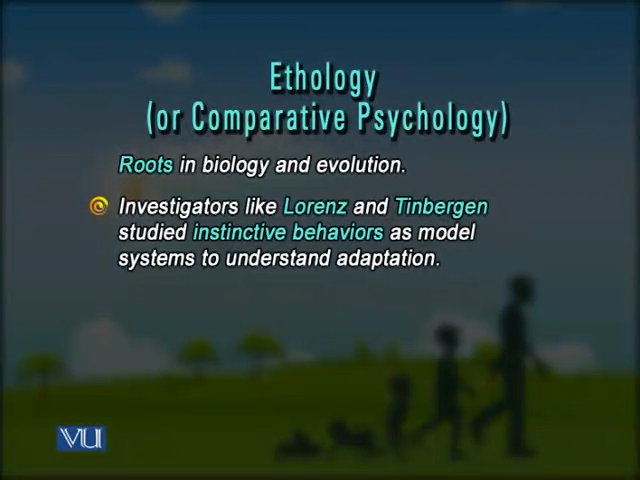 Ethology
(or Comparative Psychology)
Roots in biology and evolution.
Investigators like Lorenz and Tinbergen
studied instinctive behaviors as model
systems to understand adaptation.
VU